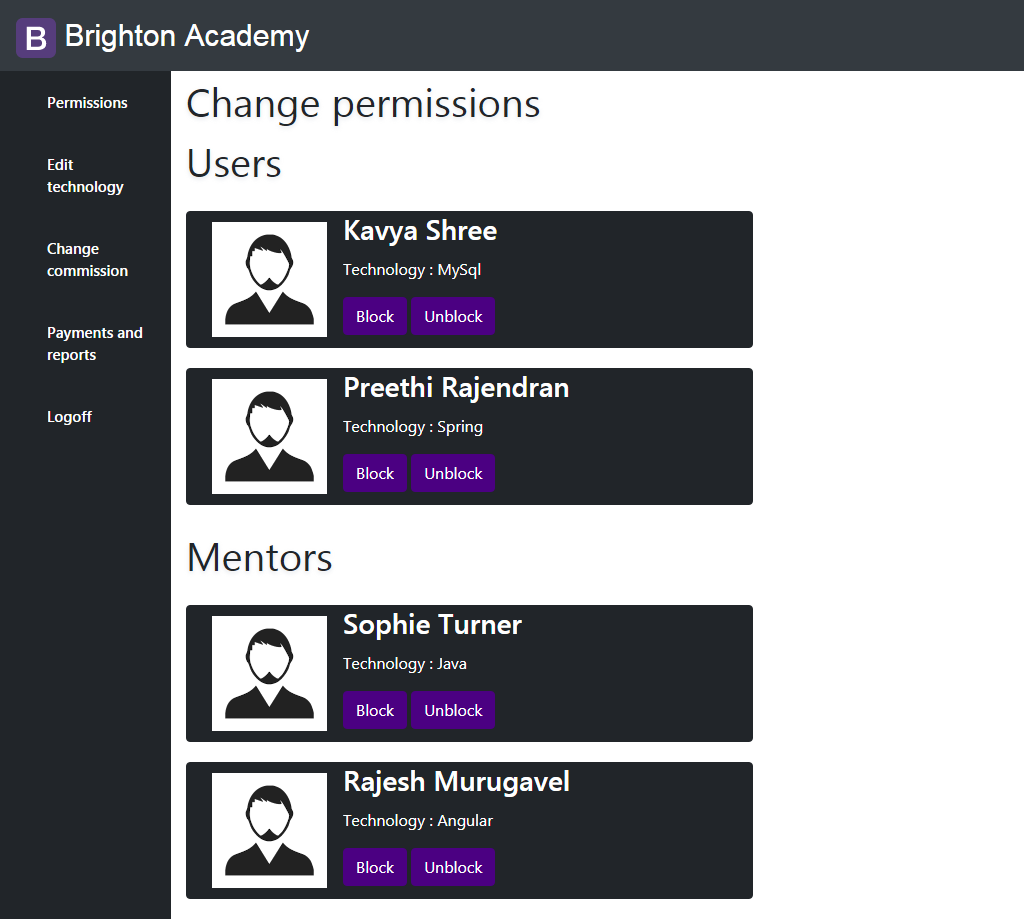 B Brighton Academy
Permissions
Edit
technology
Change
commission
Payments and
reports
Logoff
Change permissions
Users
Kavya Shree
Technology : MySql
Block Unblock
Preethi Rajendran
Technology : Spring
Block Unblock
Mentors
Sophie Turner
Technology : Java
Block Unblock
Rajesh Murugavel
Technology : Angular
Block Unblock